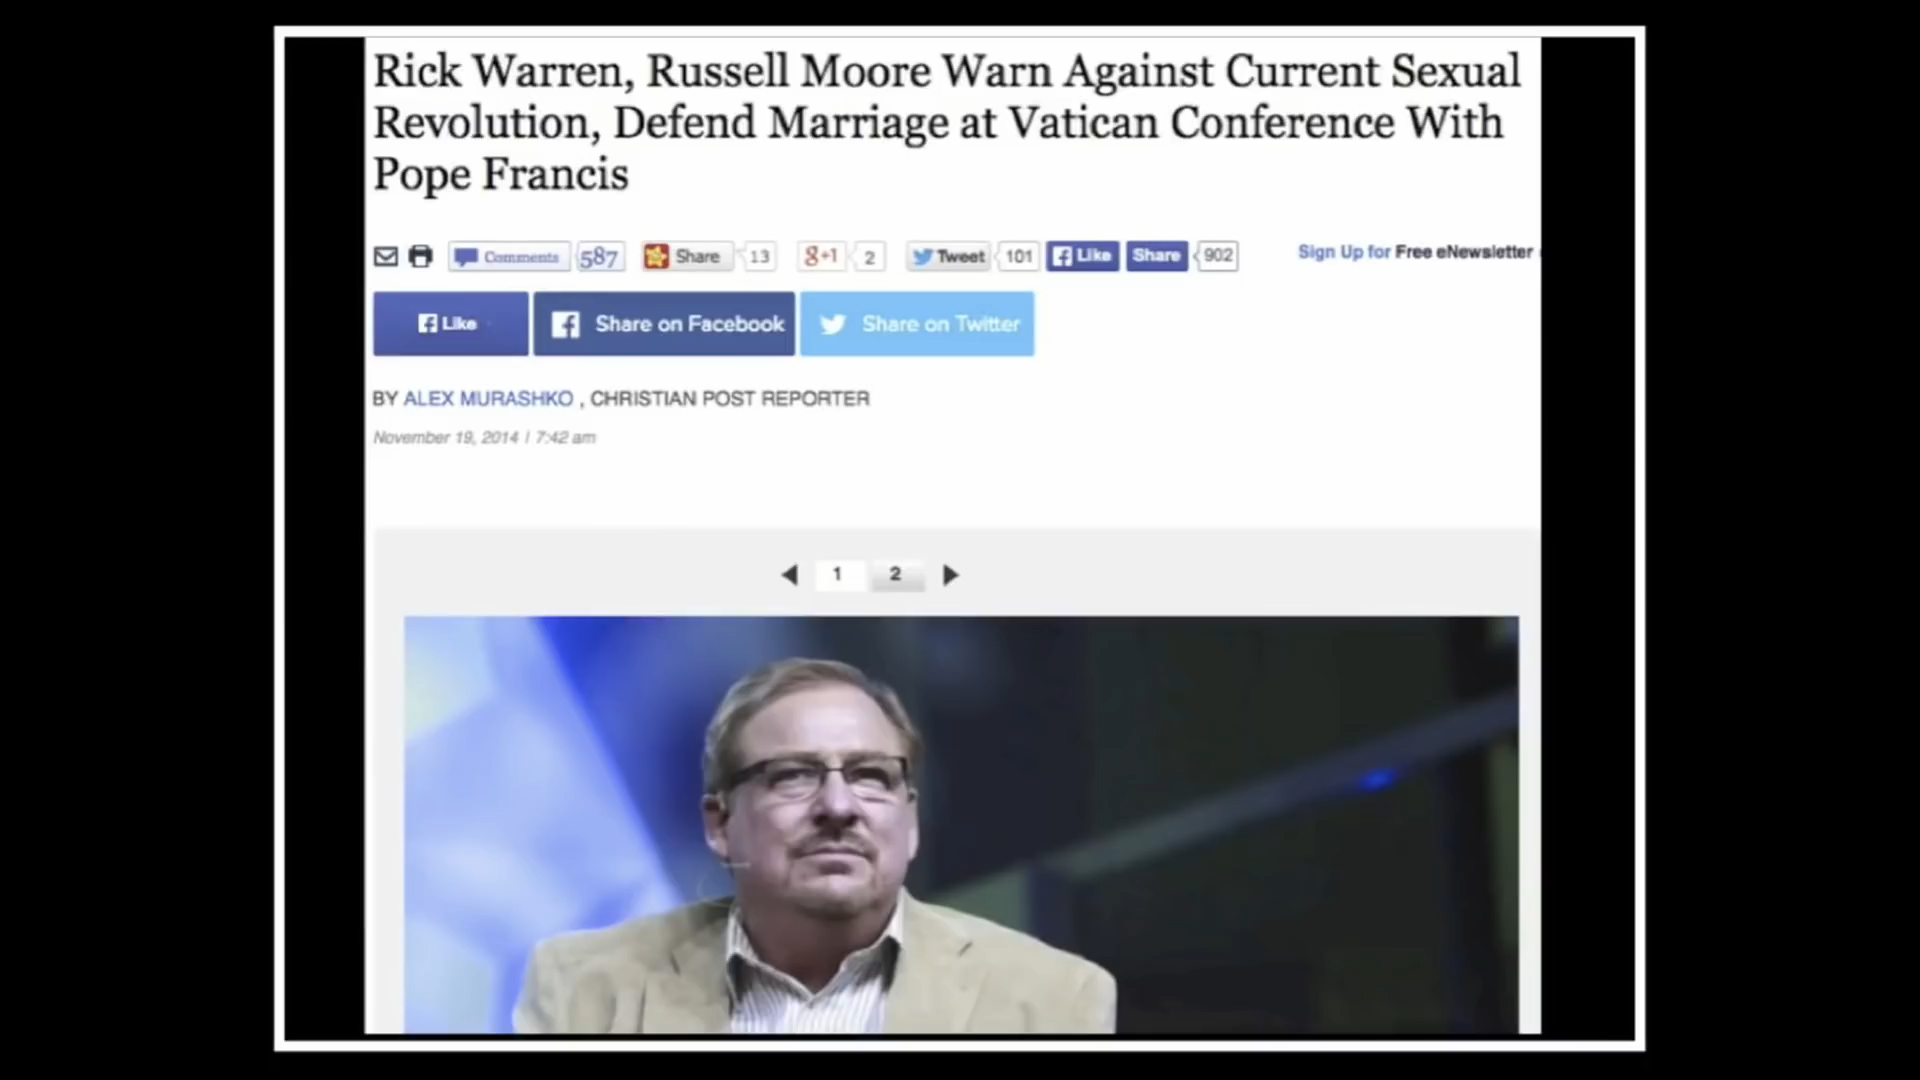 Rick Warren, Russell Moore Warn Against Current Sexual
Revolution, Defend Marriage at Vatican Conference With
Pope Francis
Comments 587 Share 13 g+1 2 Tweet 101 Like Share 902 Sign Up for Free eNewsletter
Like Share on Facebook Share on Twitter
BY ALEX MURASHKO , CHRISTIAN POST REPORTER
November 19, 2014 | 7:42 am
1 2